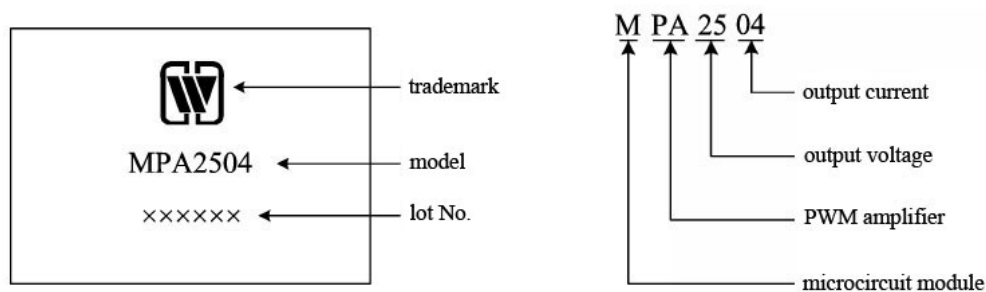 trademark
MPA2504
model
××××××
lot No.
M PA 25 04
output current
output voltage
PWM amplifier
microcircuit module